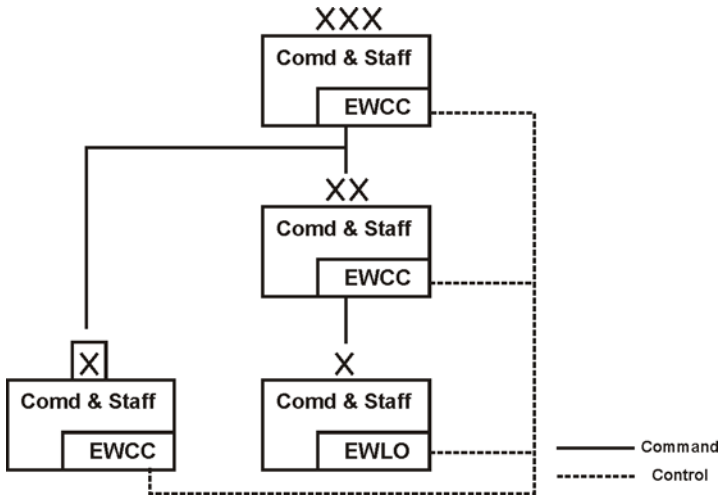 XXX
Comd & Staff
EWCC
XX
Comd & Staff
EWCC
X
Comd & Staff
EWCC
X
Comd & Staff
EWLO
Command
Control